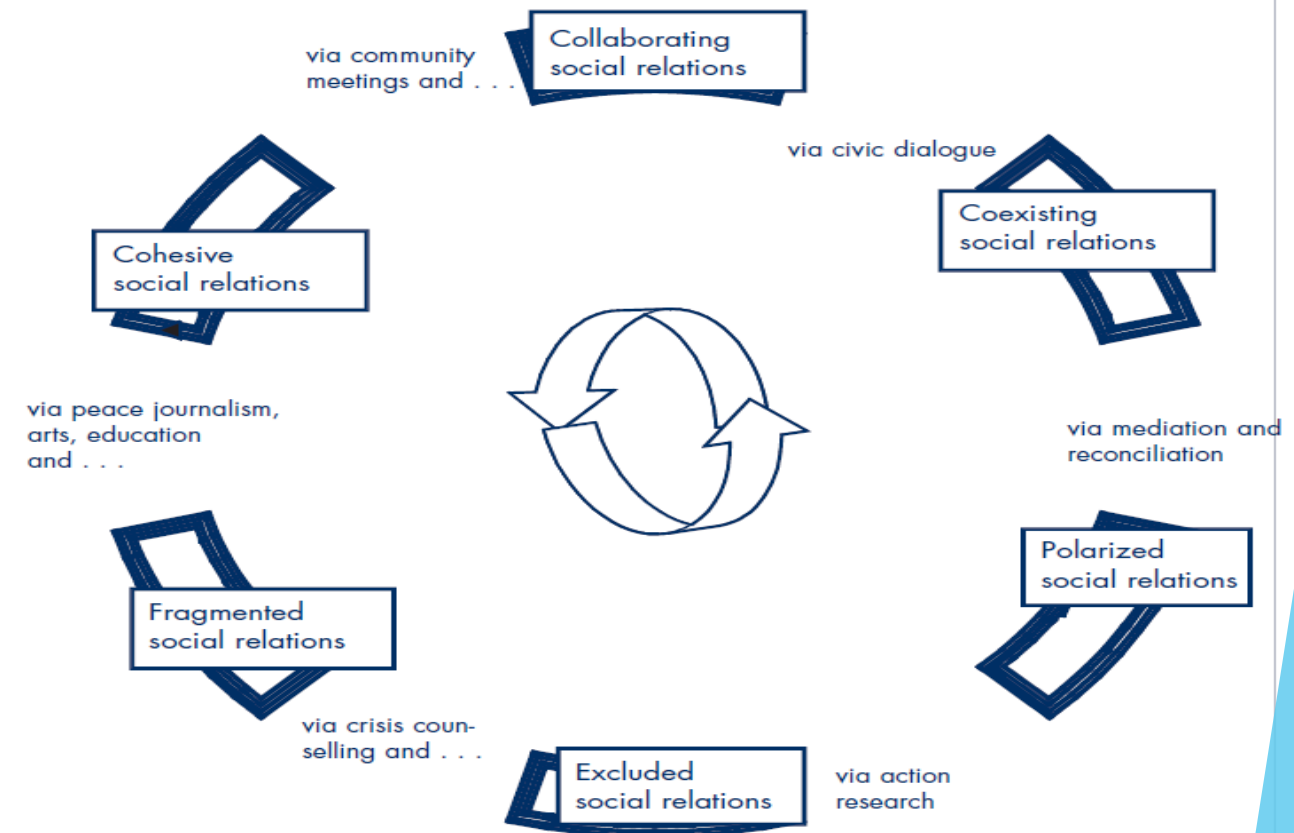 Collaborating
social relations
via community
meetings and . . .
via civic dialogue
Coexisting
social relations
Cohesive
social relations
via peace journalism,
arts, education
and . . .
via mediation and
reconciliation
Polarized
social relations
Fragmented
social relations
via crisis coun-
selling and . . .
Excluded
social relations
via action
research